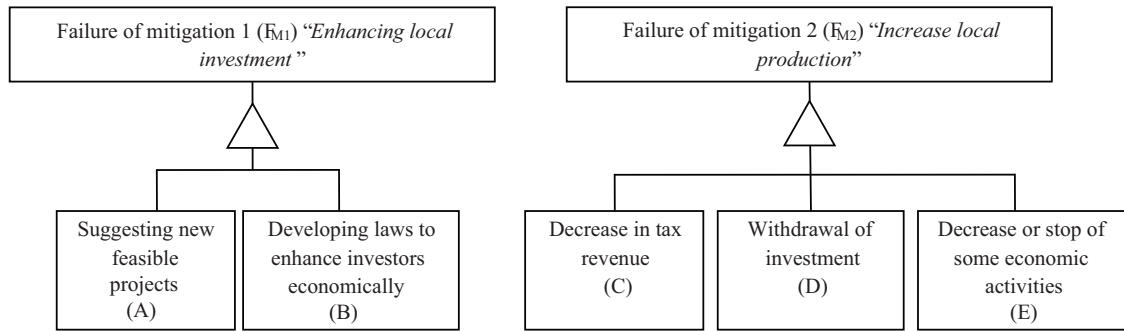 Failure of mitigation 1 (FM1) “Enhancing local
investment ”
Failure of mitigation 2 (FM2) “Increase local
production”
Suggesting new
feasible
projects
(A)
Developing laws to
enhance investors
economically
(B)
Decrease in tax
revenue
(C)
Withdrawal of
investment
(D)
Decrease or stop of
some economic
activities
(E)